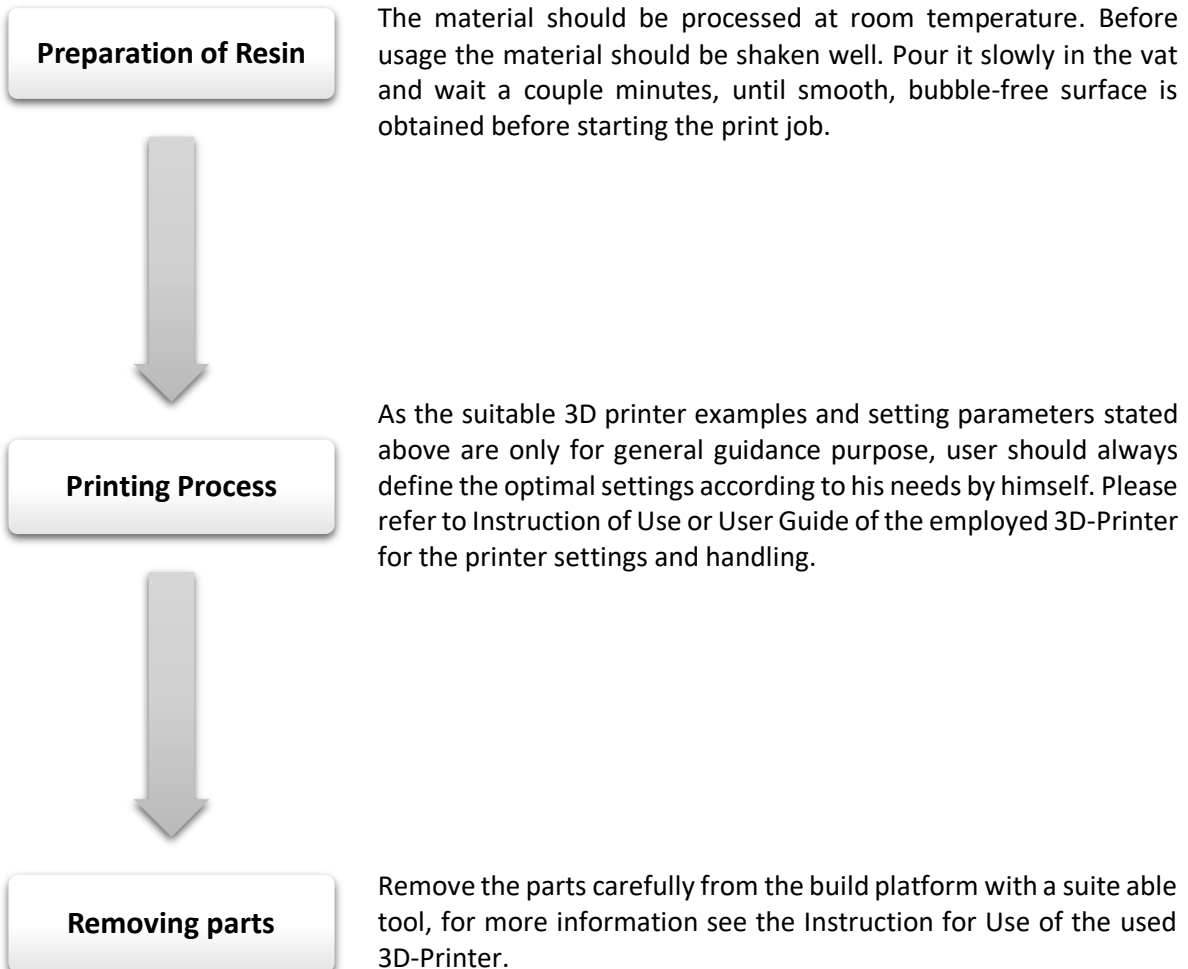 Preparation of Resin
The material should be processed at room temperature. Before
usage the material should be shaken well. Pour it slowly in the vat
and wait a couple minutes, until smooth, bubble-free surface is
obtained before starting the print job.
Printing Process
As the suitable 3D printer examples and setting parameters stated
above are only for general guidance purpose, user should always
define the optimal settings according to his needs by himself. Please
refer to Instruction of Use or User Guide of the employed 3D-Printer
for the printer settings and handling.
Removing parts
Remove the parts carefully from the build platform with a suite able
tool, for more information see the Instruction for Use of the used
3D-Printer.